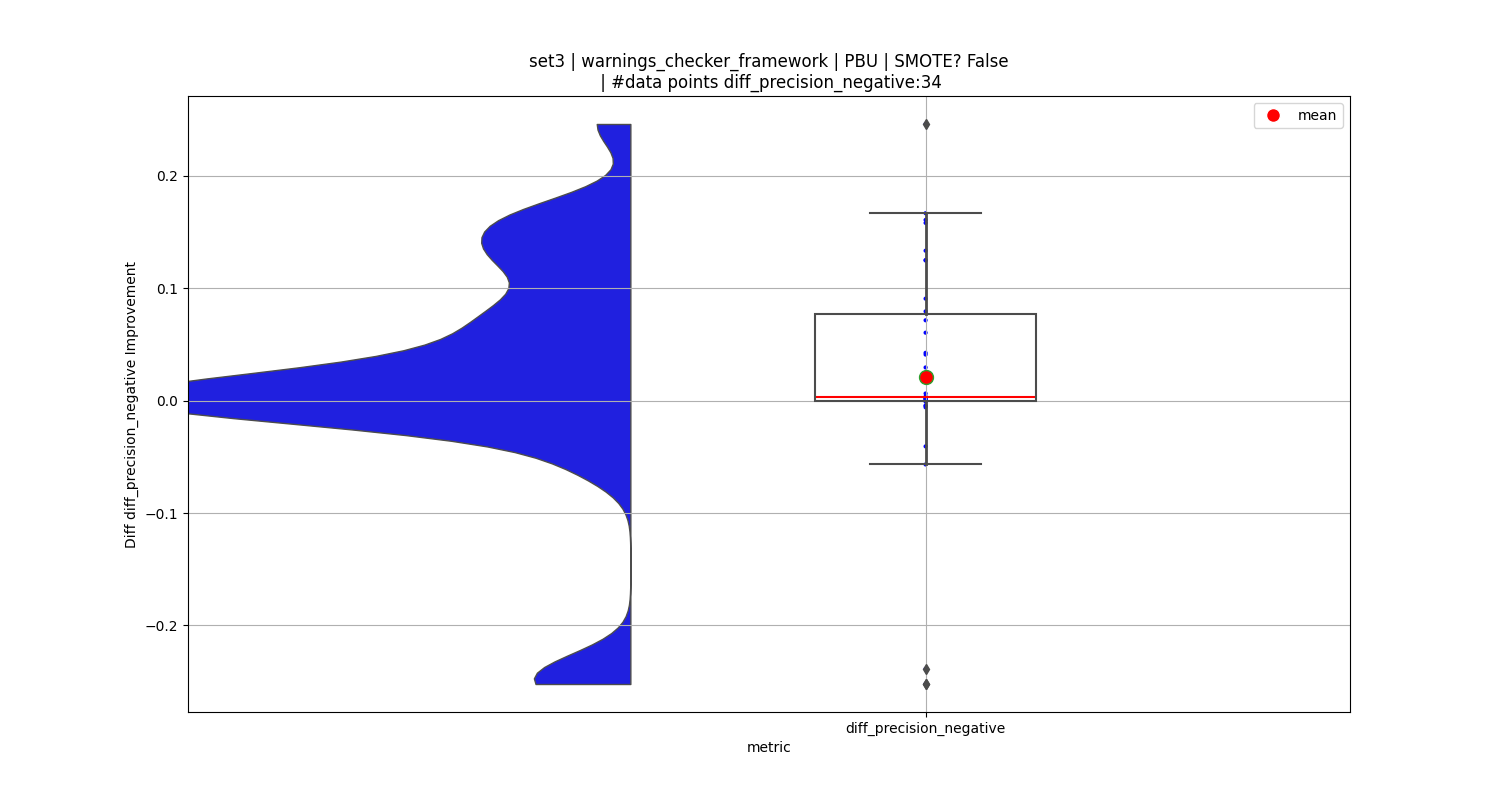 set3 | warnings_checker_framework | PBU | SMOTE? False
| #data points diff_precision_negative:34
mean
Diff diff_precision_negative Improvement
0.2
0.1
0.0
−0.1
−0.2
diff_precision_negative
metric